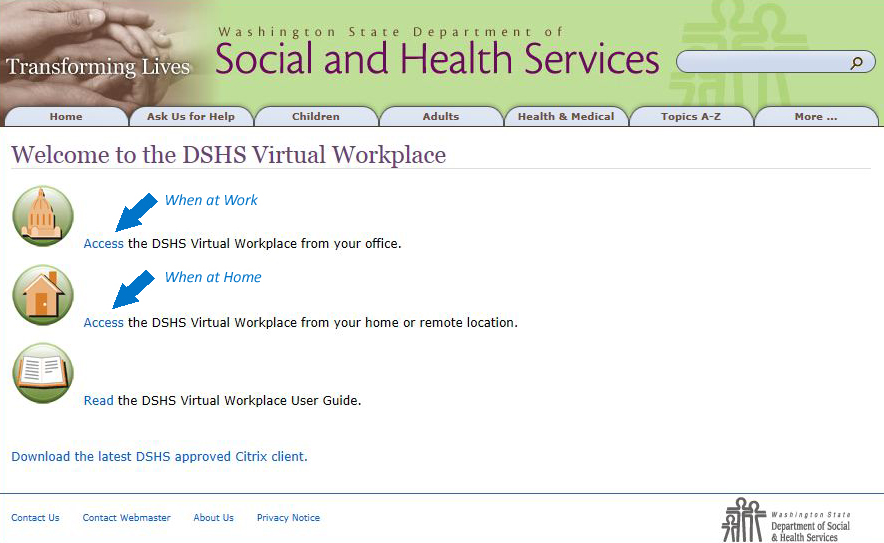 Washington State Department of
Social and Health Services
Transforming Lives
Home
Ask Us for Help
Children
Adults
Health & Medical
Topics A-Z
More ...
Welcome to the DSHS Virtual Workplace
When at Work
Access the DSHS Virtual Workplace from your office.
When at Home
Access the DSHS Virtual Workplace from your home or remote location.
Read the DSHS Virtual Workplace User Guide.
Download the latest DSHS approved Citrix client.
Contact Us
Contact Webmaster
About Us
Privacy Notice
Washington State
Department of Social
& Health Services